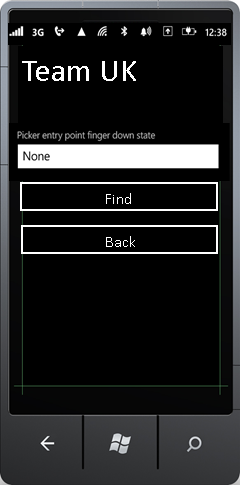 3G 12:38
Team UK
Picker entry point finger down state
None
Find
Back